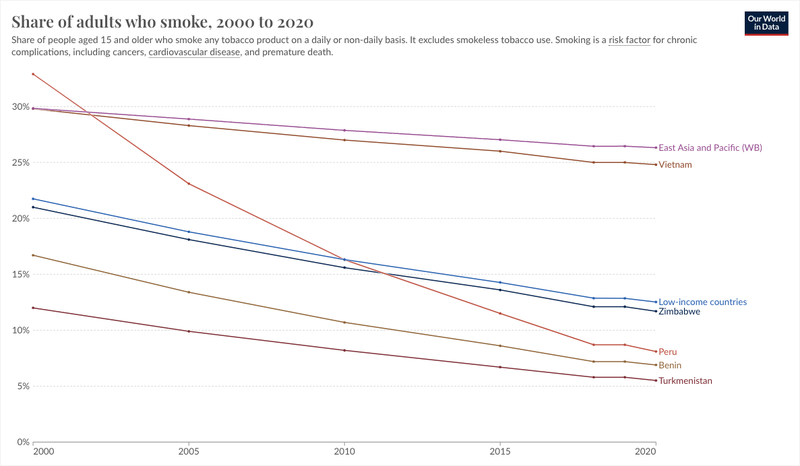 Share of adults who smoke, 2000 to 2020
Our World
in Data
Share of people aged 15 and older who smoke any tobacco product on a daily or non-daily basis. It excludes smokeless tobacco use. Smoking is a risk factor for chronic
complications, including cancers, cardiovascular disease, and premature death.
30%
25%
20%
15%
10%
5%
0%
East Asia and Pacific (WB)
Vietnam
Low-income countries
Zimbabwe
Peru
Benin
Turkmenistan
2000
2005
2010
2015
2020